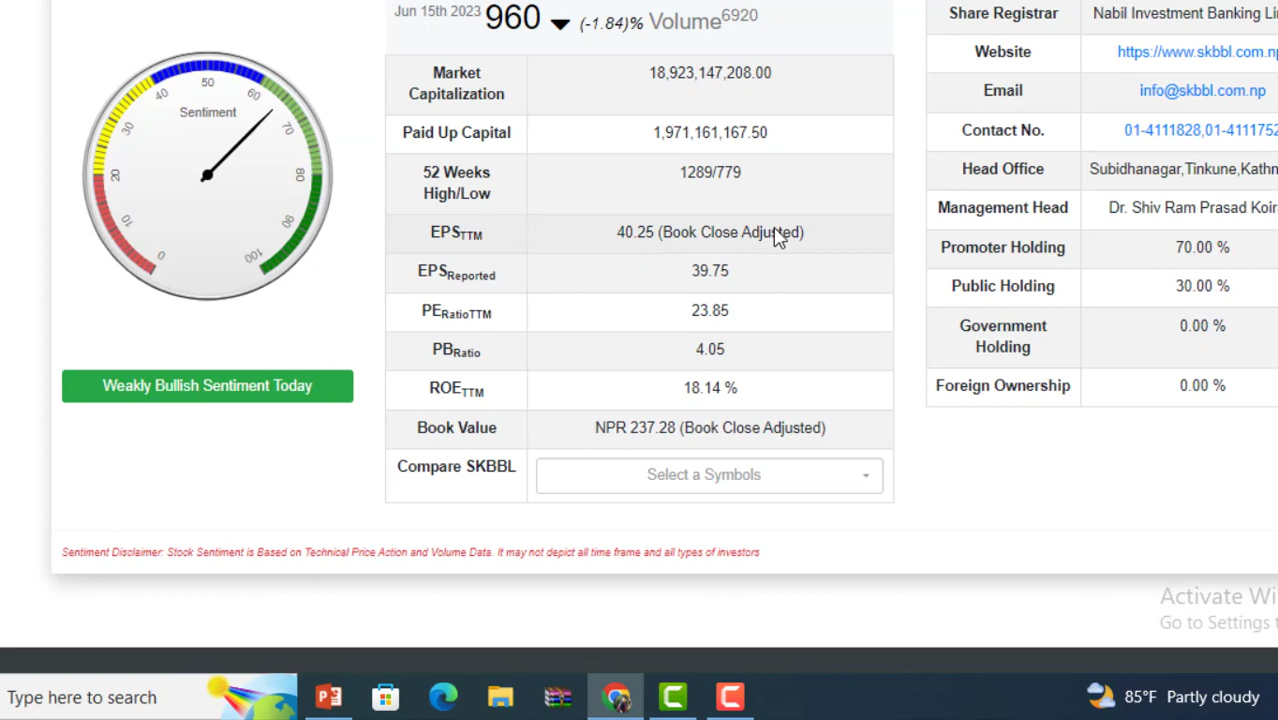 Jun 15th 2023 960 (-1.84)% Volume6920
Market
Capitalization
18,923,147,208.00
Paid Up Capital
1,971,161,167.50
52 Weeks
High/Low
1289/779
EPSTTM
40.25 (Book Close Adjusted)
EPSReported
39.75
PERatioTTM
23.85
PBRatio
4.05
ROETTM
18.14 %
Book Value
NPR 237.28 (Book Close Adjusted)
Compare SKBBL
Select a Symbols
Sentiment
0
10
20
30
40
50
60
70
80
90
100
Weakly Bullish Sentiment Today
Share Registrar
Nabil Investment Banking Li
Website
https://www.skbbl.com.np
Email
info@skbbl.com.np
Contact No.
01-4111828,01-4111752
Head Office
Subidhanagar,Tinkune,Kathm
Management Head
Dr. Shiv Ram Prasad Koir
Promoter Holding
70.00 %
Public Holding
30.00 %
Government
Holding
0.00 %
Foreign Ownership
0.00 %
Sentiment Disclaimer: Stock Sentiment is Based on Technical Price Action and Volume Data. It may not depict all time frame and all types of investors
Activate Wi
Go to Settings t
Type here to search
85°F Partly cloudy